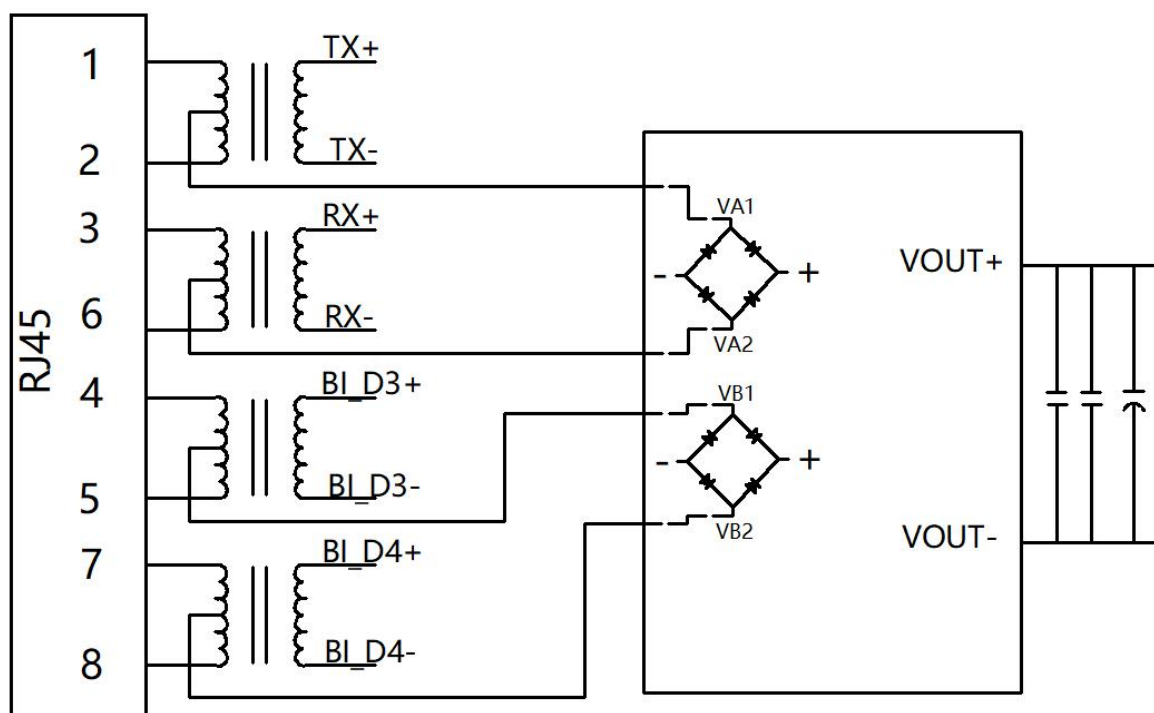 RJ45
1
TX+
2
TX-
3
RX+
6
RX-
4
BI_D3+
5
BI_D3-
7
BI_D4+
8
BI_D4-
VA1
- +
VA2
VB1
- +
VB2
VOUT+
VOUT-